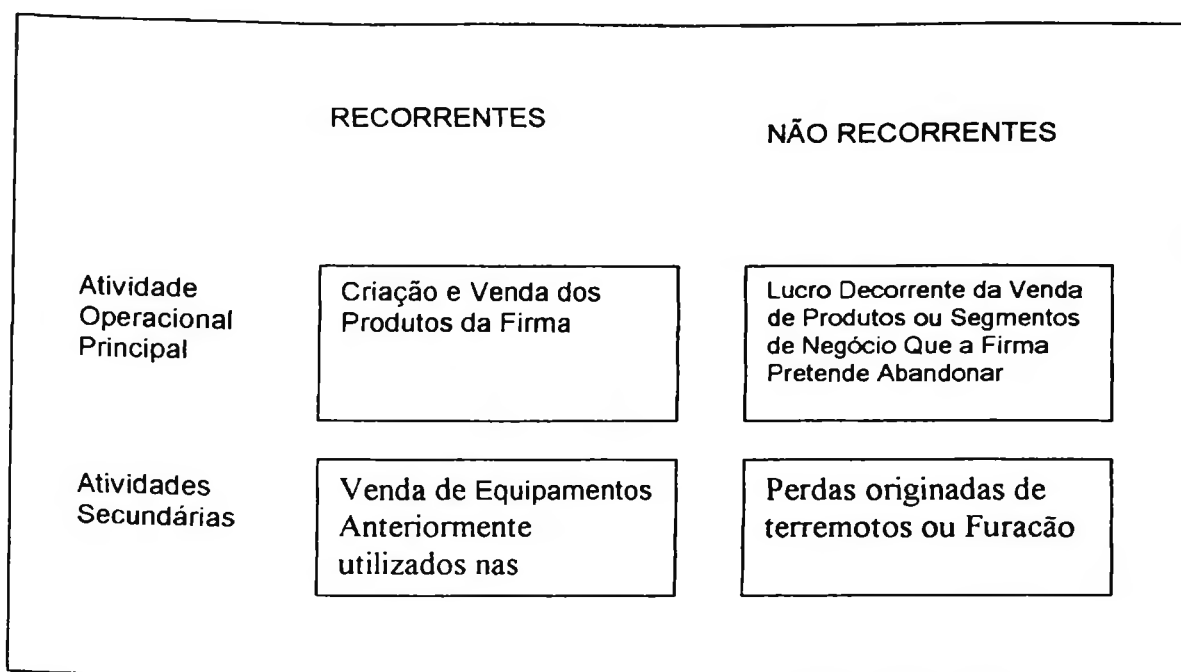 RECORRENTES
NÃO RECORRENTES
Atividade
Operacional
Principal
Criação e Venda dos
Produtos da Firma
Lucro Decorrente da Venda
de Produtos ou Segmentos
de Negócio Que a Firma
Pretende Abandonar
Atividades
Secundárias
Venda de Equipamentos
Anteriormente
utilizados nas
Perdas originadas de
terremotos ou Furacão